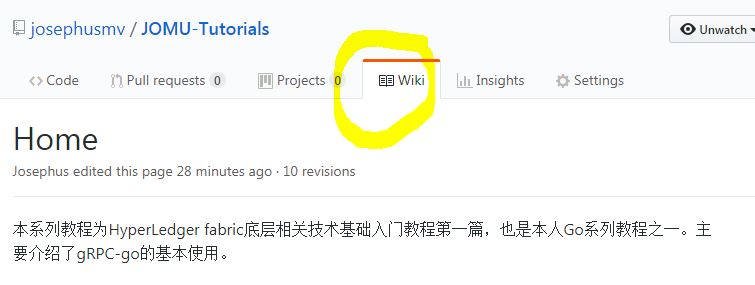 josephusmv / JOMU-Tutorials
Unwatch
Code Pull requests 0 Projects 0 Wiki Insights Settings
Home
Josephus edited this page 28 minutes ago · 10 revisions
本系列教程为HyperLedger fabric底层相关技术基础入门教程第一篇，也是本人Go系列教程之一。主
要介绍了gRPC-go的基本使用。